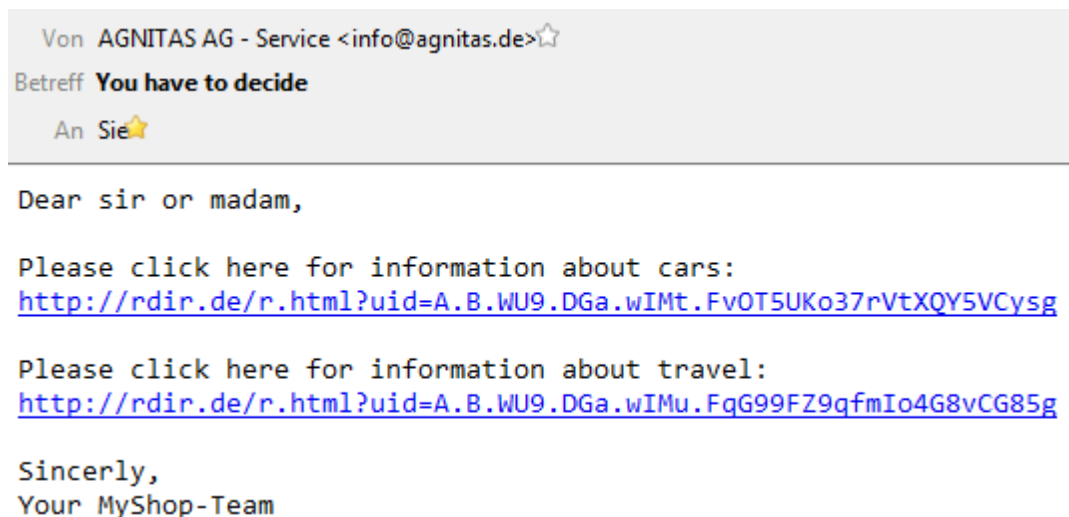 Von AGNITAS AG - Service <info@agnitas.de>
Betreff You have to decide
An Sie
Dear sir or madam,
Please click here for information about cars:
http://rdir.de/r.html?uid=A.B.WU9.DGa.wIMt.FvOT5UKo37rVtXQY5VCysg
Please click here for information about travel:
http://rdir.de/r.html?uid=A.B.WU9.DGa.wIMu.FqG99FZ9qfmIo4G8vCG85g
Sincerly,
Your MyShop-Team